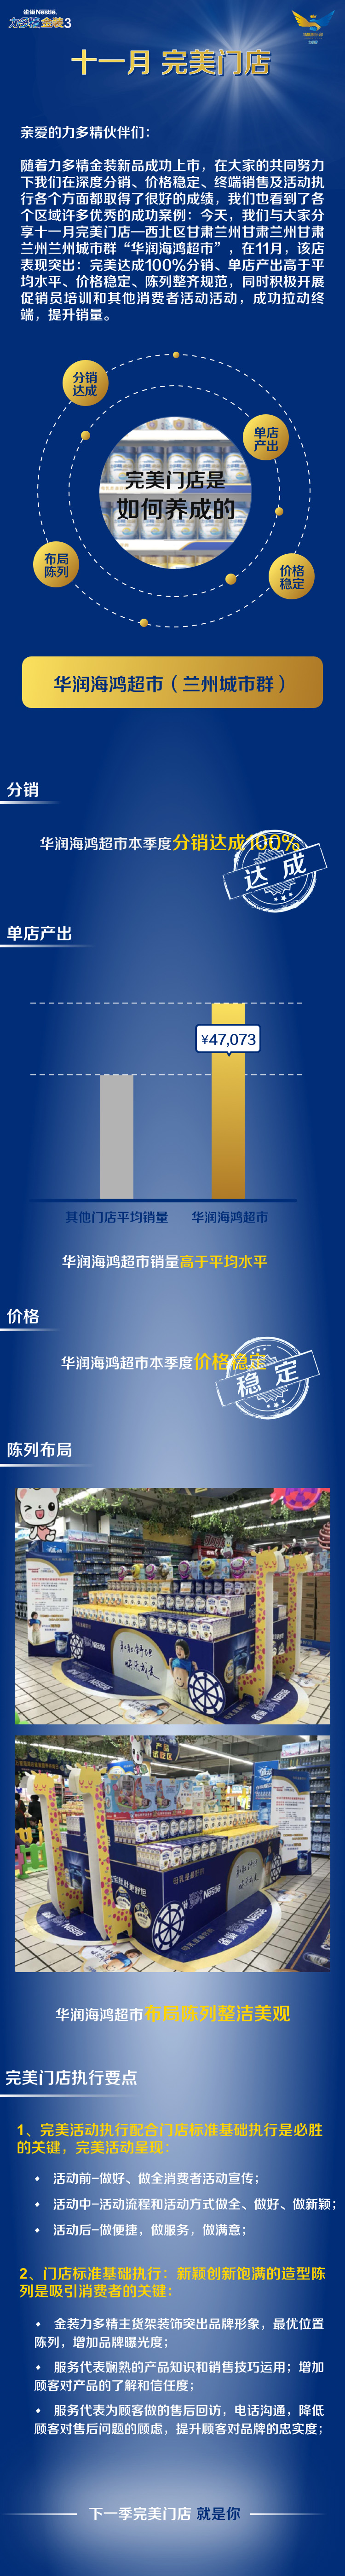 雀巢Nestlé
力多精金装3
十一月 完美门店
亲爱的力多精伙伴们：
随着力多精金装新品成功上市，在大家的共同努力
下我们在深度分销、价格稳定、终端销售及活动执
行各个方面都取得了很好的成绩，我们也看到了各
个区域许多优秀的成功案例：今天，我们与大家分
享十一月完美门店—西北区甘肃兰州甘肃兰州甘肃
兰州兰州城市群“华润海鸿超市”，在11月，该店
表现突出：完美达成100%分销、单店产出高于平
均水平、价格稳定、陈列整齐规范，同时积极开展
促销员培训和其他消费者活动活动，成功拉动终
端，提升销量。
分销
达成
单店
产出
完美门店是
如何养成的
布局
陈列
价格
稳定
华润海鸿超市（兰州城市群）
分销
华润海鸿超市本季度分销达成100%
达成
单店产出
¥47,073
其他门店平均销量 华润海鸿超市
华润海鸿超市销量高于平均水平
价格
华润海鸿超市本季度价格稳定
稳定
陈列布局
Nestlé
Nestlé
华润海鸿超市布局陈列整洁美观
完美门店执行要点
1、完美活动执行配合门店标准基础执行是必胜
的关键，完美活动呈现：
◆ 活动前–做好、做全消费者活动宣传；
◆ 活动中–活动流程和活动方式做全、做好、做新颖；
◆ 活动后–做便捷，做服务，做满意；
2、门店标准基础执行：新颖创新饱满的造型陈
列是吸引消费者的关键：
◆ 金装力多精主货架装饰突出品牌形象，最优位置
陈列，增加品牌曝光度；
◆ 服务代表娴熟的产品知识和销售技巧运用；增加
顾客对产品的了解和信任度；
◆ 服务代表为顾客做的售后回访，电话沟通，降低
顾客对售后问题的顾虑，提升顾客对品牌的忠实度；
下一季完美门店 就是你